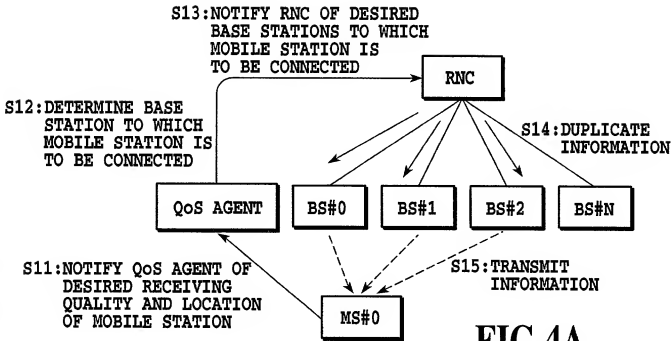 S13:NOTIFY RNC OF DESIRED
BASE STATIONS TO WHICH
MOBILE STATION IS
TO BE CONNECTED
RNC
S12:DETERMINE BASE
STATION TO WHICH
MOBILE STATION IS
TO BE CONNECTED
S14:DUPLICATE
INFORMATION
QoS AGENT
BS#0
BS#1
BS#2
BS#N
S11:NOTIFY QoS AGENT OF
DESIRED RECEIVING
QUALITY AND LOCATION
OF MOBILE STATION
S15:TRANSMIT
INFORMATION
MS#0
FIG.4A